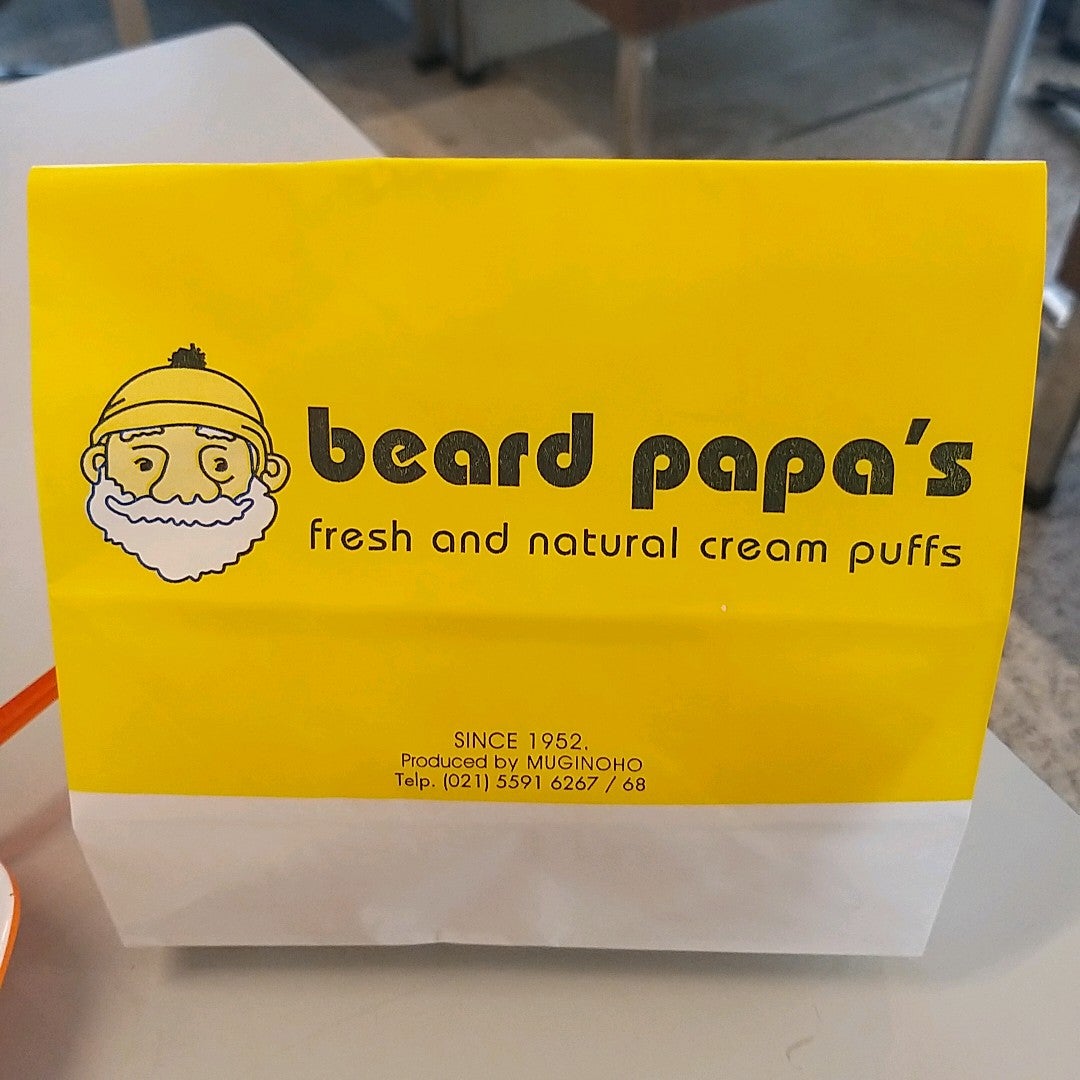 beard papa's
fresh and natural cream puffs
SINCE 1952.
Produced by MUGINOHO
Telp. (021) 5591 6267 / 68